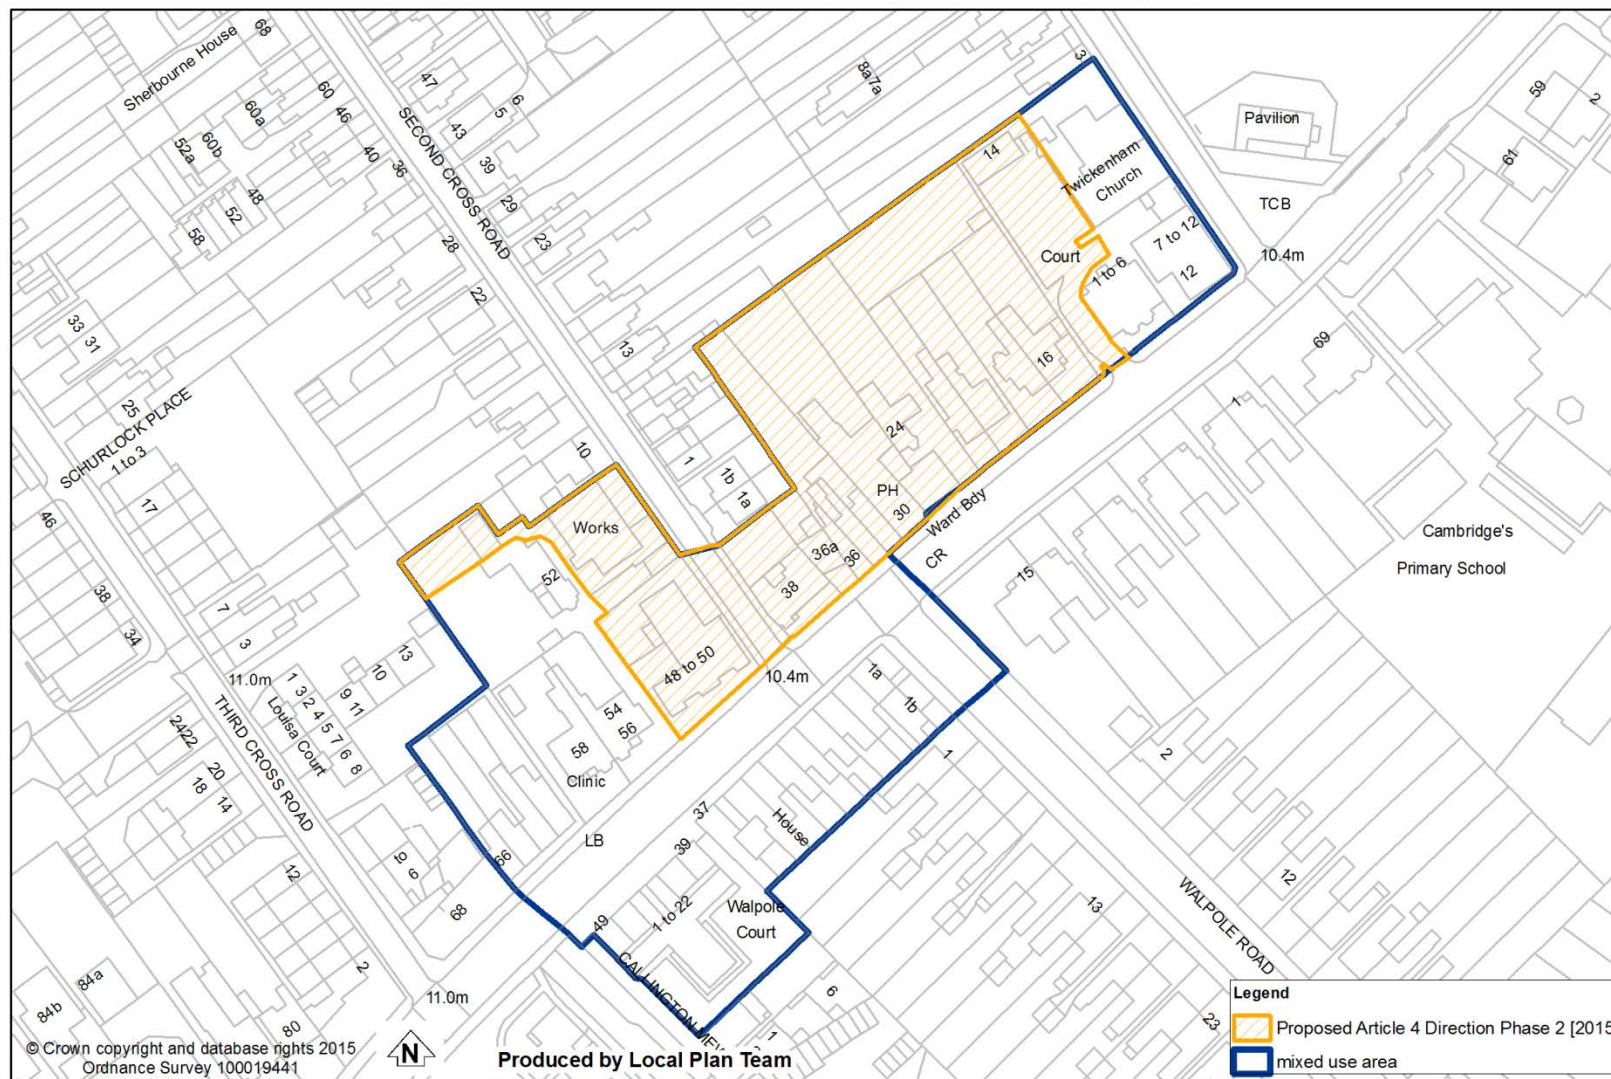 Sherbourne House
68
60
46
40
36
60a
60b
52a
48
52
58
47
43
6
5
39
29
23
SECOND CROSS ROAD
28
22
33
31
25
1 to 3
SCHURLOCK PLACE
17
46
38
34
13
10
1
1b
1a
8a
7a
3
14
Twickenham
Church
Court
1 to 6
7 to 12
12
16
Pavilion
TCB
10.4m
59
2
61
69
1
24
PH
30
Ward Bdy
CR
36
36a
38
15
Works
52
48 to 50
10.4m
54
56
58
Clinic
LB
66
68
7
3
11.0m
13
10
9
11
1
3
2
4
5
7
6
8
Louisa Court
THIRD CROSS ROAD
2422
20
18
14
12
2
to
6
80
84a
84b
11.0m
1a
1b
1
37
39
House
1 to 22
49
Walpole
Court
6
1
2
12
13
23
WALPOLE ROAD
Cambridge's
Primary School
© Crown copyright and database rights 2015
Ordnance Survey 100019441
N
Produced by Local Plan Team
Legend
Proposed Article 4 Direction Phase 2 [2015
mixed use area